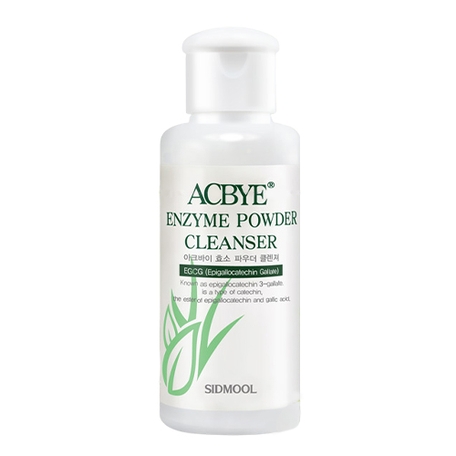 ACBYE®
ENZYME POWDER
CLEANSER
아크바이 효소 파우더 클렌저
EGCG (Epigallocatechin Gallate)
Known as epigallocatechin 3-gallate,
is a type of catechin,
the ester of epigallocatechin and gallic acid.
SIDMOOL